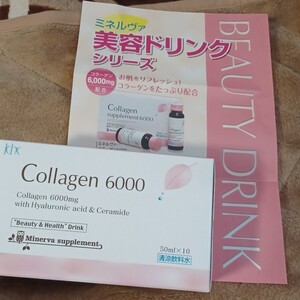 ミネルヴァ
美容ドリンク
シリーズ
コラーゲン
6,000mg
配合
お肌をリフレッシュ!
コラーゲンをたっぷり配合
Collagen
supplement 6000
BEAUTY DRINK
Collagen 6000
Collagen 6000mg
with Hyaluronic acid & Ceramide
"Beauty & Health" Drink
Minerva supplement
50ml×10
清涼飲料水